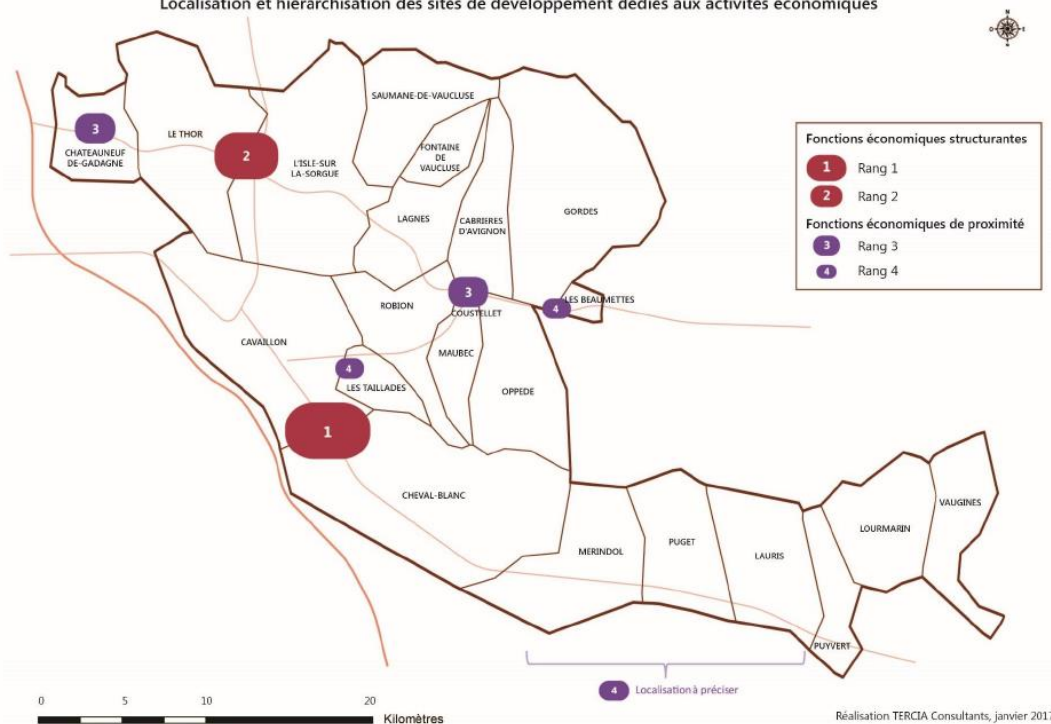 Localisation et hiérarchisation des sites de développement dédiés aux activités économiques
N
O
E
S
SAUMANE-DE-VAUCLUSE
3
LE THOR
CHATEAUNEUF
DE-GADAGNE
2
L'ISLE-SUR
LA-SORGUE
FONTAINE
DE
VAUCLUSE
LAGNES
CABRIERES
D'AVIGNON
GORDES
Fonctions économiques structurantes
1 Rang 1
2 Rang 2
Fonctions économiques de proximité
3 Rang 3
4 Rang 4
ROBION
3
COUSTELLET
4
LES BEAUMETTES
CAVAILLON
MAUBEC
4
LES TAILLADES
OPPEDE
1
CHEVAL-BLANC
MERINDOL
PUGET
LAURIS
LOURMARIN
VAUGINES
PUYVERT
4 Localisation à préciser
0 5 10 20
Kilomètres
Réalisation TERCIA Consultants, janvier